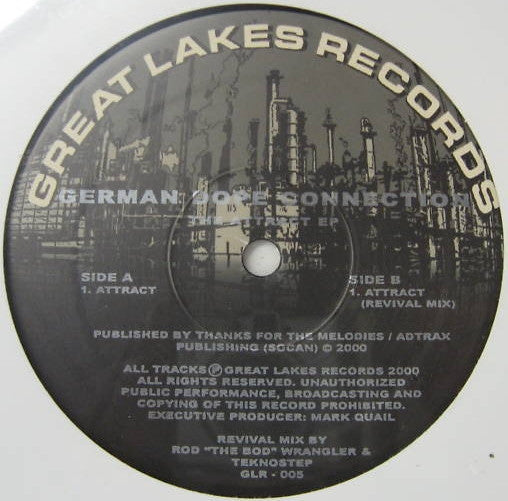 GREAT LAKES RECORDS
GERMAN DOPE CONNECTION
THE ATTRACT EP
SIDE A
1. ATTRACT
SIDE B
1. ATTRACT
(REVIVAL MIX)
PUBLISHED BY THANKS FOR THE MELODIES / ADTRAX
PUBLISHING (SOCAN) © 2000
ALL TRACKS ℗ GREAT LAKES RECORDS 2000
ALL RIGHTS RESERVED. UNAUTHORIZED
PUBLIC PERFORMANCE, BROADCASTING AND
COPYING OF THIS RECORD PROHIBITED.
EXECUTIVE PRODUCER: MARK QUAIL
REVIVAL MIX BY
ROD "THE BOD" WRANGLER &
TEKNOSTEP
GLR - 005